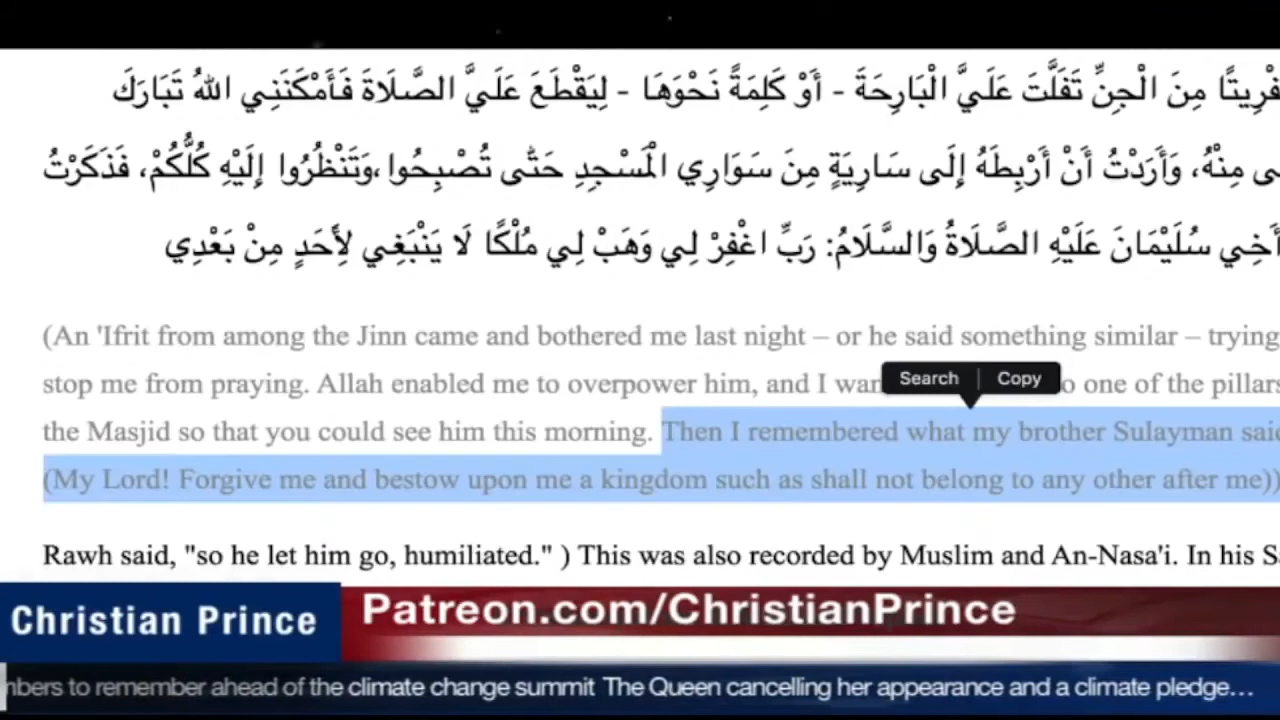 فْرِيتًا مِنَ الْجِنِّ تَفَلَّتَ عَلَيَّ الْبَارِحَةَ - أَوْ كَلِمَةً نَحْوَهَا - لِيَقْطَعَ عَلَيَّ الصَّلَاةَ فَأَمْكَنَنِي اللهُ تَبَارَكَ
ى مِنْهُ، وَأَرَدْتُ أَنْ أَرْبِطَهُ إِلَى سَارِيَةٍ مِنَ سَوَارِي الْمَسْجِدِ حَتْى تُصْبِحُوا ،وَتَنْظُرُوا إِلَيْهِ كُلُّكُمْ، فَذَكَرْتُ
أَخِي سُلَيْمَانَ عَلَيْهِ الصَّلَاةُ وَالسَّلَامُ: رَبِّ اغْفِرْ لِي وَهَبْ لِي مُلْكًا لَا يَنْبَغِي لِأَحَدٍ مِنْ بَعْدِي
(An 'Ifrit from among the Jinn came and bothered me last night – or he said something similar – trying
Search Copy
stop me from praying. Allah enabled me to overpower him, and I wan o one of the pillars
the Masjid so that you could see him this morning. Then I remembered what my brother Sulayman said
(My Lord! Forgive me and bestow upon me a kingdom such as shall not belong to any other after me))
Rawh said, "so he let him go, humiliated." ) This was also recorded by Muslim and An-Nasa'i. In his Sa
Christian Prince
Patreon.com/ChristianPrince
nbers to remember ahead of the climate change summit The Queen cancelling her appearance and a climate pledge…